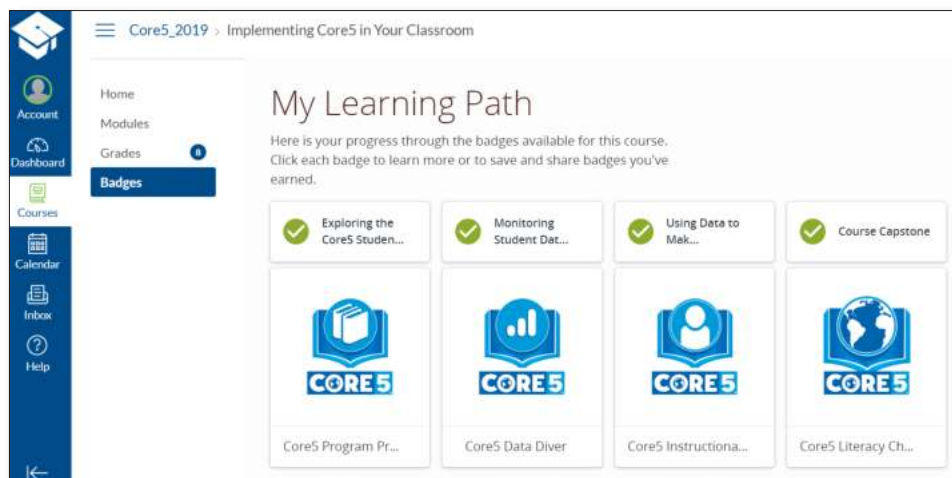 Core5_2019 > Implementing Core5 in Your Classroom
Account
Dashboard
Courses
Calendar
Inbox
Help
Home
Modules
Grades 8
Badges
My Learning Path
Here is your progress through the badges available for this course.
Click each badge to learn more or to save and share badges you've
earned.
Exploring the
Core5 Studen...
Monitoring
Student Dat...
Using Data to
Mak...
Course Capstone
CORE5
CORE5
CORE5
CORE5
Core5 Program Pr...
Core5 Data Diver
Core5 Instructiona...
Core5 Literacy Ch...